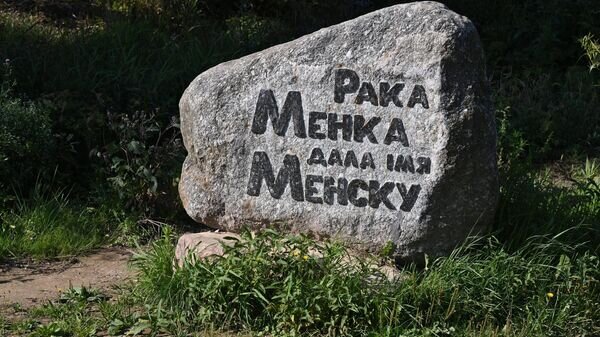 Рака
Менка
дала імя
Менску